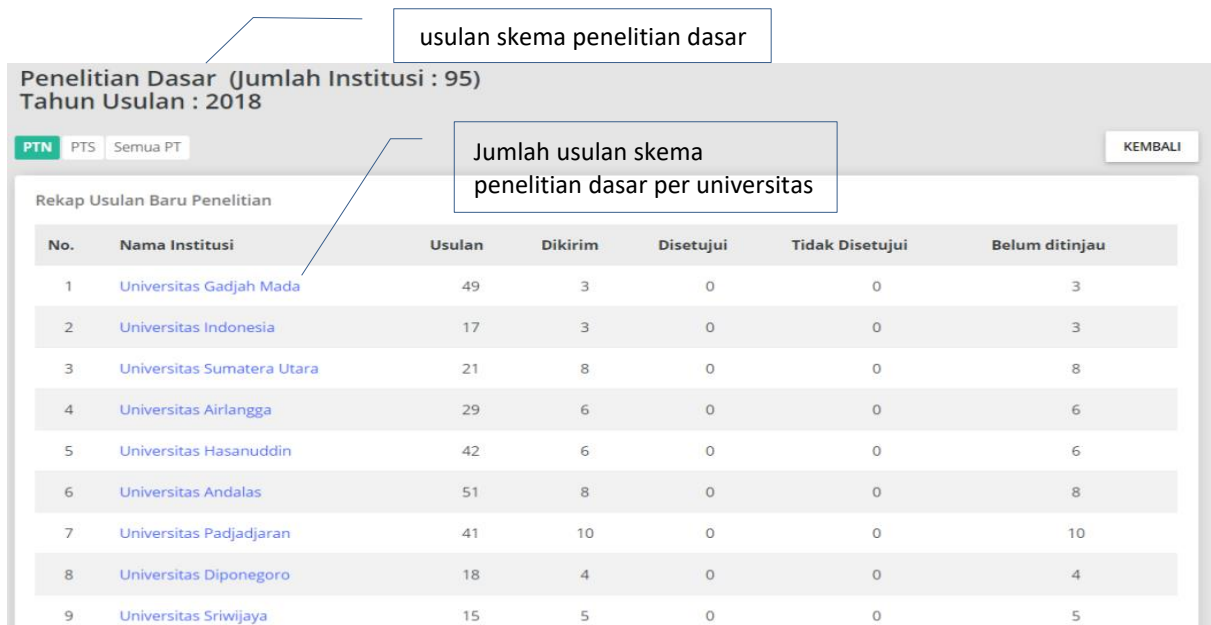 usulan skema penelitian dasar
Penelitian Dasar (Jumlah Institusi : 95)
Tahun Usulan : 2018
PTN PTS Semua PT KEMBALI
Jumlah usulan skema
penelitian dasar per universitas
Rekap Usulan Baru Penelitian
No. Nama Institusi Usulan Dikirim Disetujui Tidak Disetujui Belum ditinjau
1 Universitas Gadjah Mada 49 3 0 0 3
2 Universitas Indonesia 17 3 0 0 3
3 Universitas Sumatera Utara 21 8 0 0 8
4 Universitas Airlangga 29 6 0 0 6
5 Universitas Hasanuddin 42 6 0 0 6
6 Universitas Andalas 51 8 0 0 8
7 Universitas Padjadjaran 41 10 0 0 10
8 Universitas Diponegoro 18 4 0 0 4
9 Universitas Sriwijaya 15 5 0 0 5